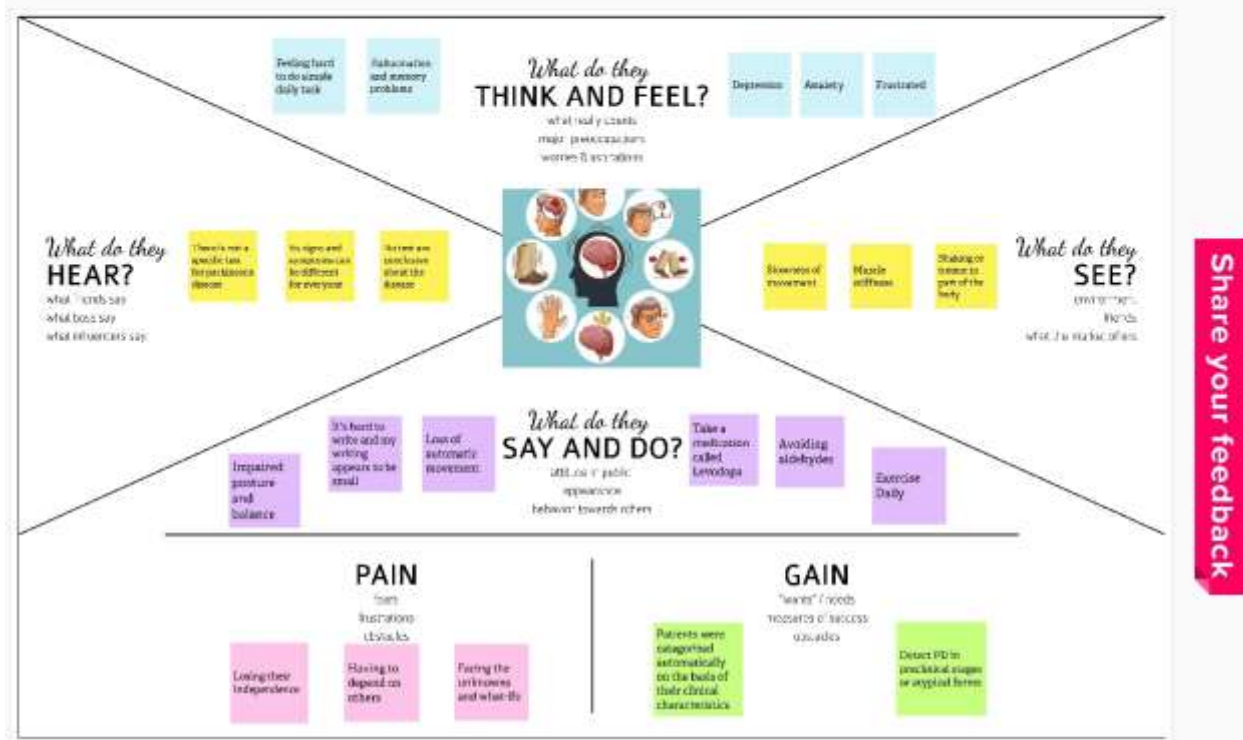 What do they
THINK AND FEEL?
what really counts
major preoccupations
worries & aspirations
Feeling hard
to do simple
daily task
and memory
problems
Depression
Anxiety
Frustrated
What do they
HEAR?
what friends say
what boss say
what influencers say
There is not a
specific
for parkinson
disease
Its signs and
symptoms can
be different
for everyone
No test are
conclusive
about the
disease
What do they
SEE?
environment
friends
what the market offers
Slowness of
movement
Muscle
stiffness
Shaking or
tremor in
part of the
body
What do they
SAY AND DO?
attitude in public
appearance
behavior towards others
Impaired
posture
and
balance
It's hard to
write and my
writing
appears to be
small
Loss of
automatic
movement
Take a
medication
called
Levodopa
Avoiding
aldehydes
Exercise
Daily
PAIN
fears
frustrations
obstacles
Losing their
independence
Having to
depend on
others
Facing the
unknowns
and what-ifs
GAIN
"wants" / needs
measures of success
obstacles
Patients were
categorised
automatically
on the basis of
their clinical
characteristics
Detect PD in
preclinical stages
or atypical forms
Share your feedback